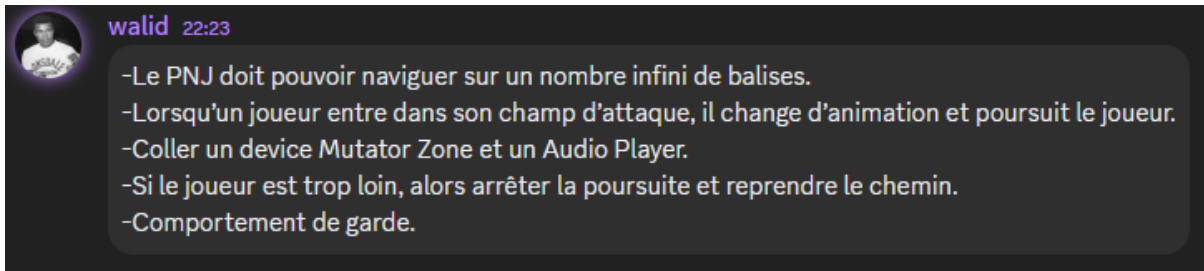 walid 22:23
-Le PNJ doit pouvoir naviguer sur un nombre infini de balises.
-Lorsqu’un joueur entre dans son champ d’attaque, il change d’animation et poursuit le joueur.
-Coller un device Mutator Zone et un Audio Player.
-Si le joueur est trop loin, alors arrêter la poursuite et reprendre le chemin.
-Comportement de garde.